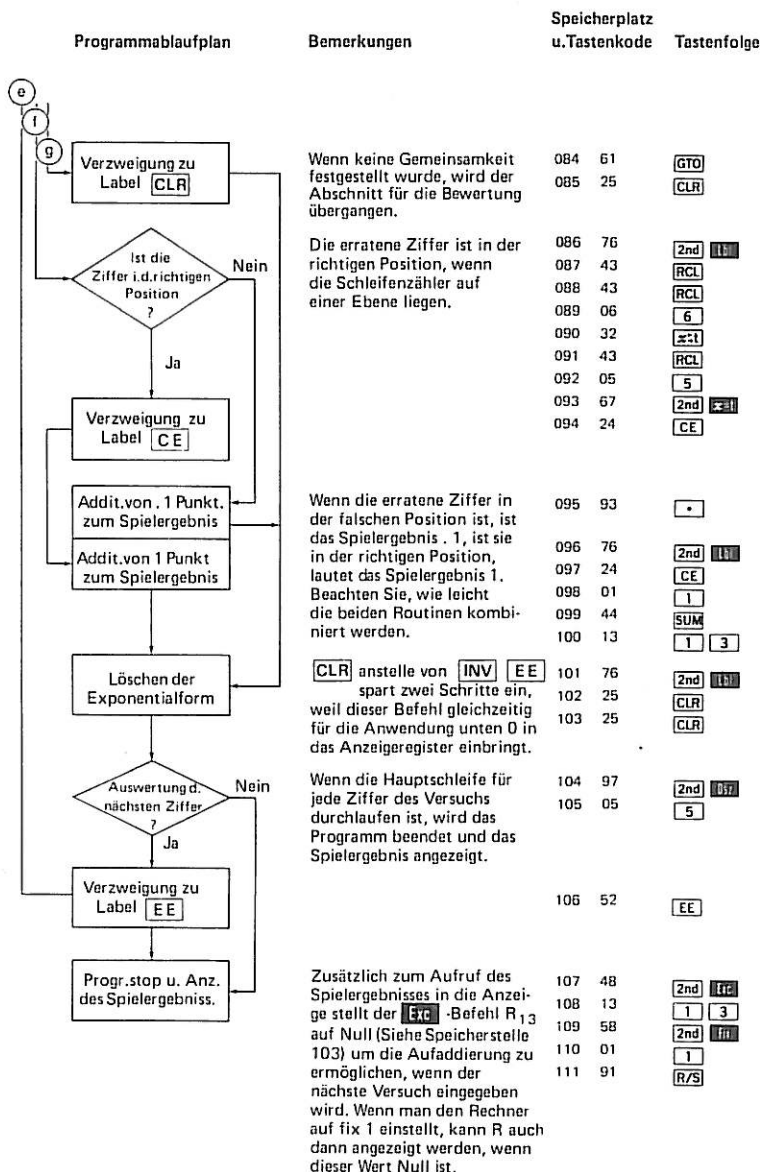 Programmablaufplan
Bemerkungen
Speicherplatz
u.Tastenkode
Tastenfolge
e
f
g
Verzweigung zu
Label CLR
Wenn keine Gemeinsamkeit
festgestellt wurde, wird der
Abschnitt für die Bewertung
übergangen.
084 61 GTO
085 25 CLR
Ist die
Ziffer i.d.richtigen
Position
?
Nein
Ja
Die erratene Ziffer ist in der
richtigen Position, wenn
die Schleifenzähler auf
einer Ebene liegen.
086 76 2nd Lbl
087 43 RCL
088 43 RCL
089 06 6
090 32 x:t
091 43 RCL
092 05 5
093 67 2nd x=t
094 24 CE
Verzweigung zu
Label CE
Addit.von . 1 Punkt.
zum Spielergebnis
Addit.von 1 Punkt
zum Spielergebnis
Wenn die erratene Ziffer in
der falschen Position ist, ist
das Spielergebnis . 1, ist sie
in der richtigen Position,
lautet das Spielergebnis 1.
Beachten Sie, wie leicht
die beiden Routinen kombi-
niert werden.
095 93 •
096 76 2nd Lbl
097 24 CE
098 01 1
099 44 SUM
100 13 1 3
Löschen der
Exponentialform
CLR anstelle von INV EE
spart zwei Schritte ein,
weil dieser Befehl gleichzeitig
für die Anwendung unten 0 in
das Anzeigeregister einbringt.
101 76 2nd Lbl
102 25 CLR
103 25 CLR
Auswertung d.
nächsten Ziffer
?
Nein
Ja
Wenn die Hauptschleife für
jede Ziffer des Versuchs
durchlaufen ist, wird das
Programm beendet und das
Spielergebnis angezeigt.
104 97 2nd Dsz
105 05 5
Verzweigung zu
Label EE
106 52 EE
Progr.stop u. Anz.
des Spielergebniss.
Zusätzlich zum Aufruf des
Spielergebnisses in die Anzei-
ge stellt der Exc -Befehl R13
auf Null (Siehe Speicherstelle
103) um die Aufaddierung zu
ermöglichen, wenn der
nächste Versuch eingegeben
wird. Wenn man den Rechner
auf fix 1 einstellt, kann R auch
dann angezeigt werden, wenn
dieser Wert Null ist.
107 48 2nd Exc
108 13 1 3
109 58 2nd fix
110 01 1
111 91 R/S